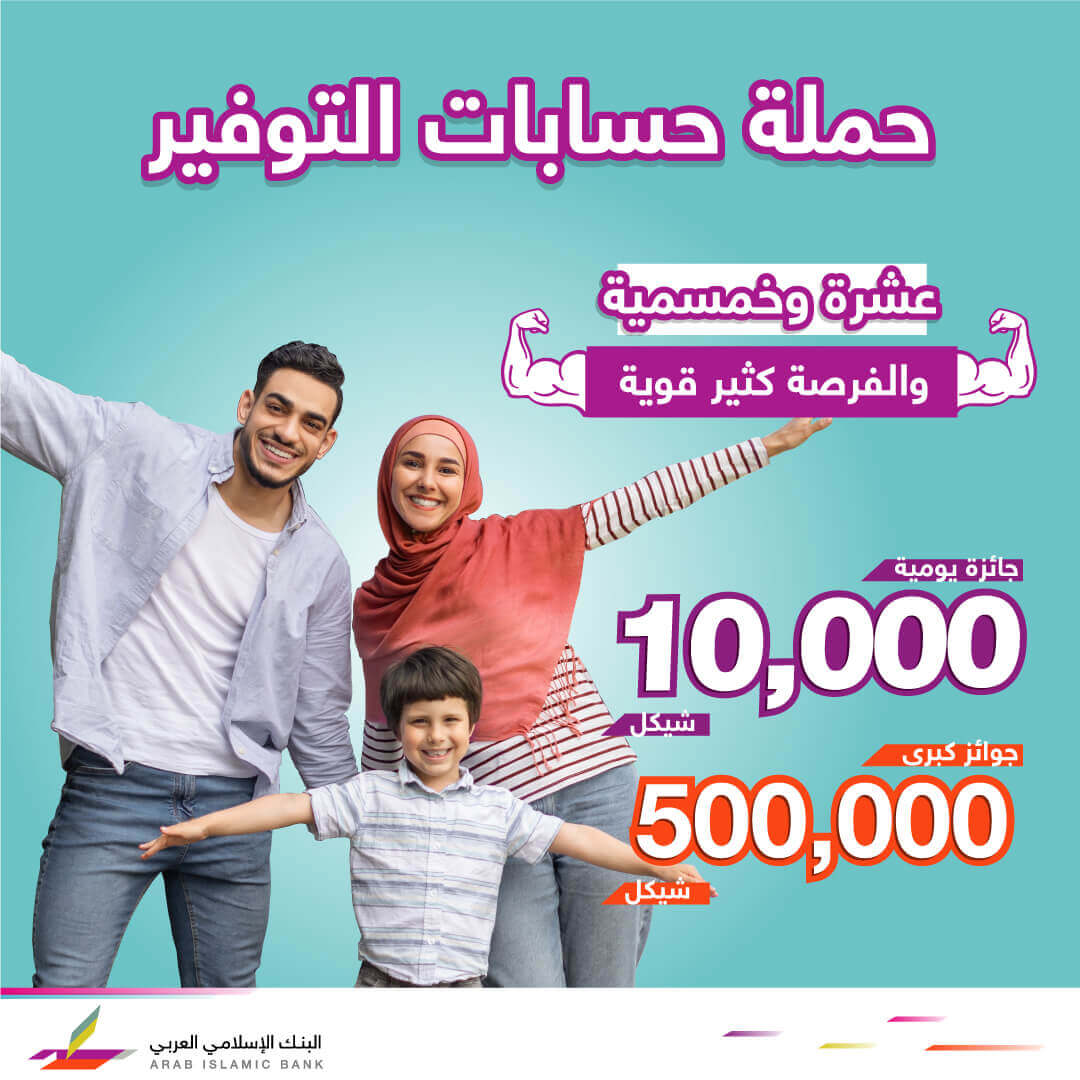 حملة حسابات التوفير
عشرة وخمسمية
والفرصة كثير قوية
جائزة يومية
10,000
شيكل
جوائز كبرى
500,000
شيكل
البنك الإسلامي العربي
ARAB ISLAMIC BANK